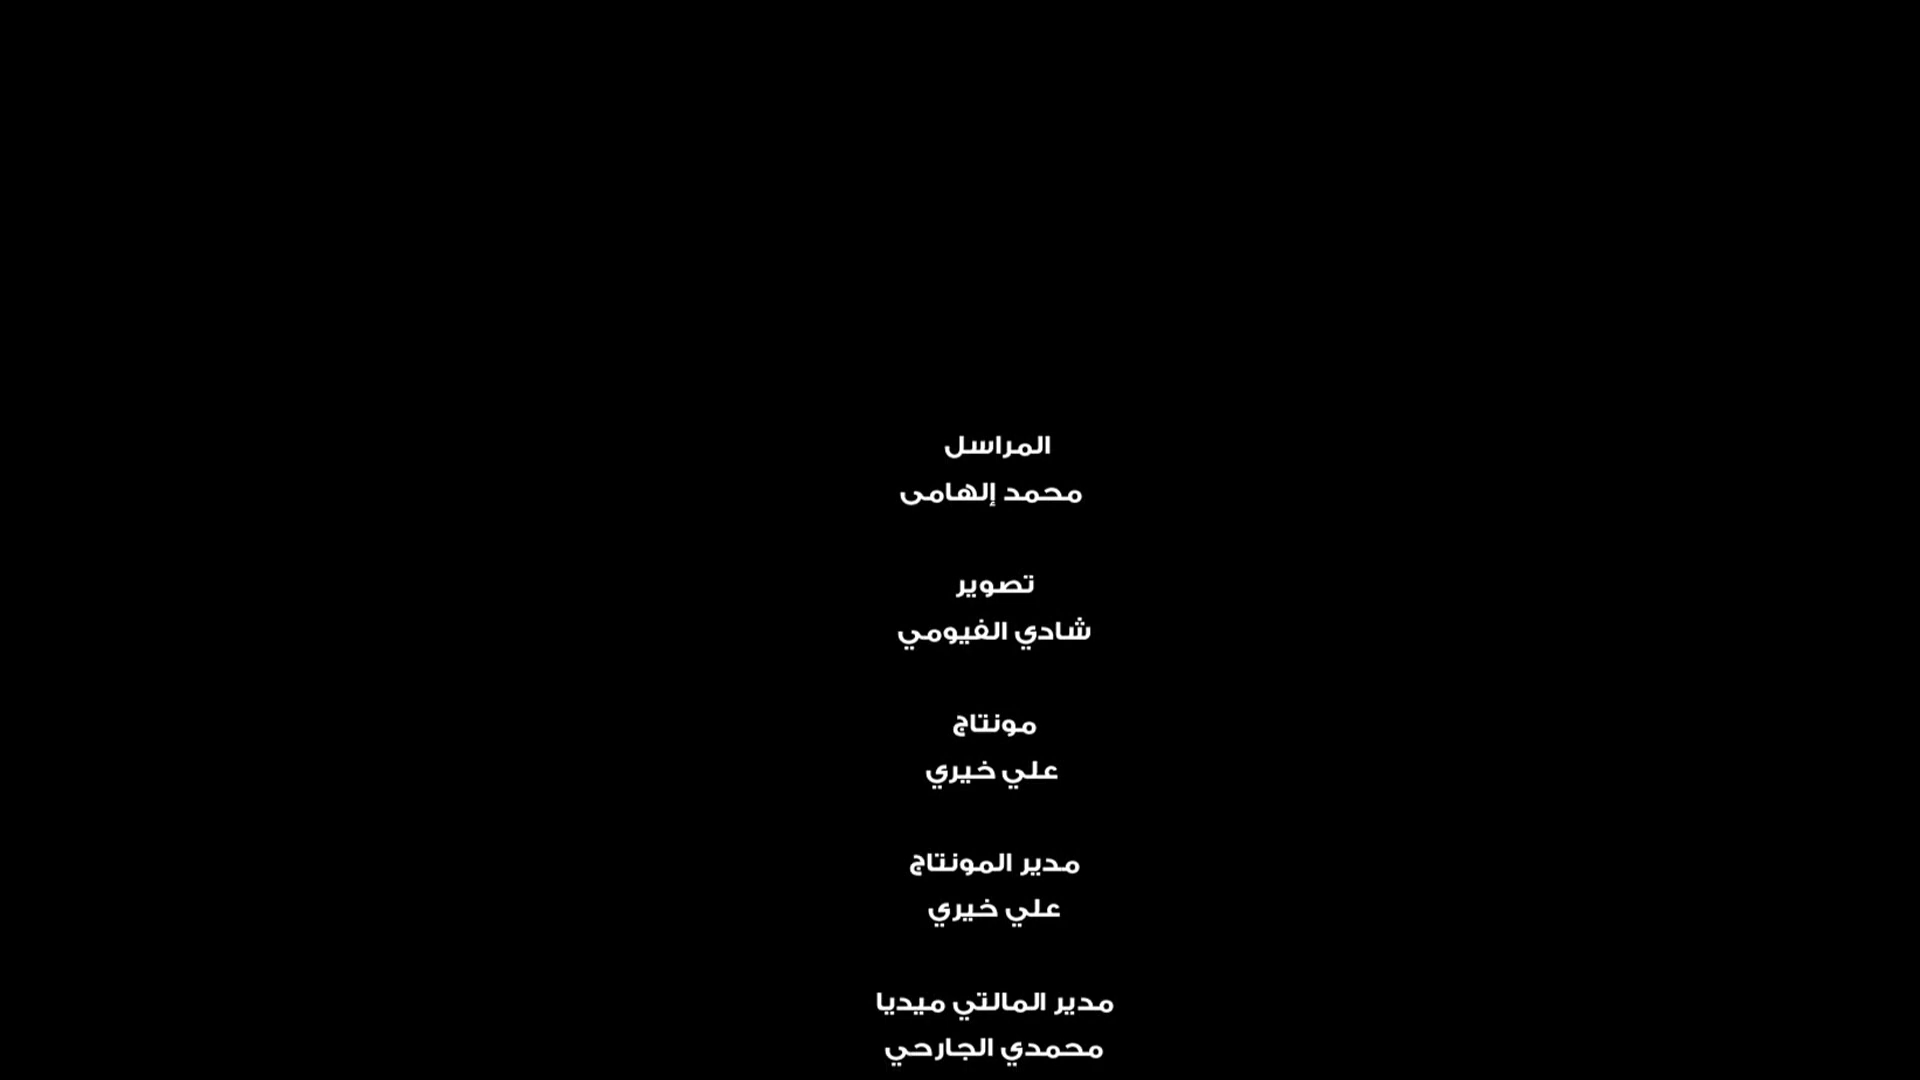 المراسل
محمد إلهامى
تصوير
شادي الفيومي
مونتاج
علي خيري
مدير المونتاج
علي خيري
مدير المالتي ميديا
محمدي الجارحي